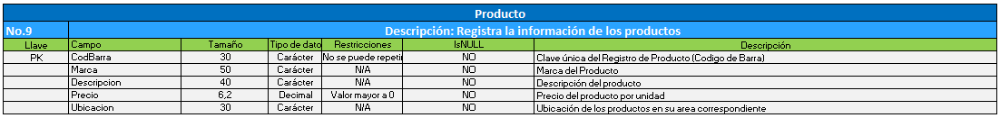 Producto
No.9 Descripción: Registra la información de los productos
Llave Campo Tamaño Tipo de dato Restricciones IsNULL Descripción
PK CodBarra 30 Carácter No se puede repetir NO Clave única del Registro de Producto (Codigo de Barra)
Marca 50 Carácter N/A NO Marca del Producto
Descripcion 40 Carácter N/A NO Descripción del producto
Precio 6,2 Decimal Valor mayor a 0 NO Precio del producto por unidad
Ubicacion 30 Carácter N/A NO Ubicación de los productos en su area correspondiente